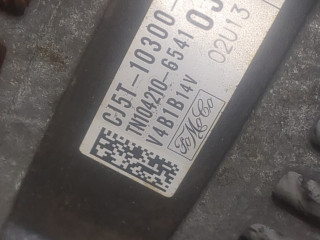 CJ5T-10300-
TN104210-6541
V4B1B14V
FoMoCo
02U13